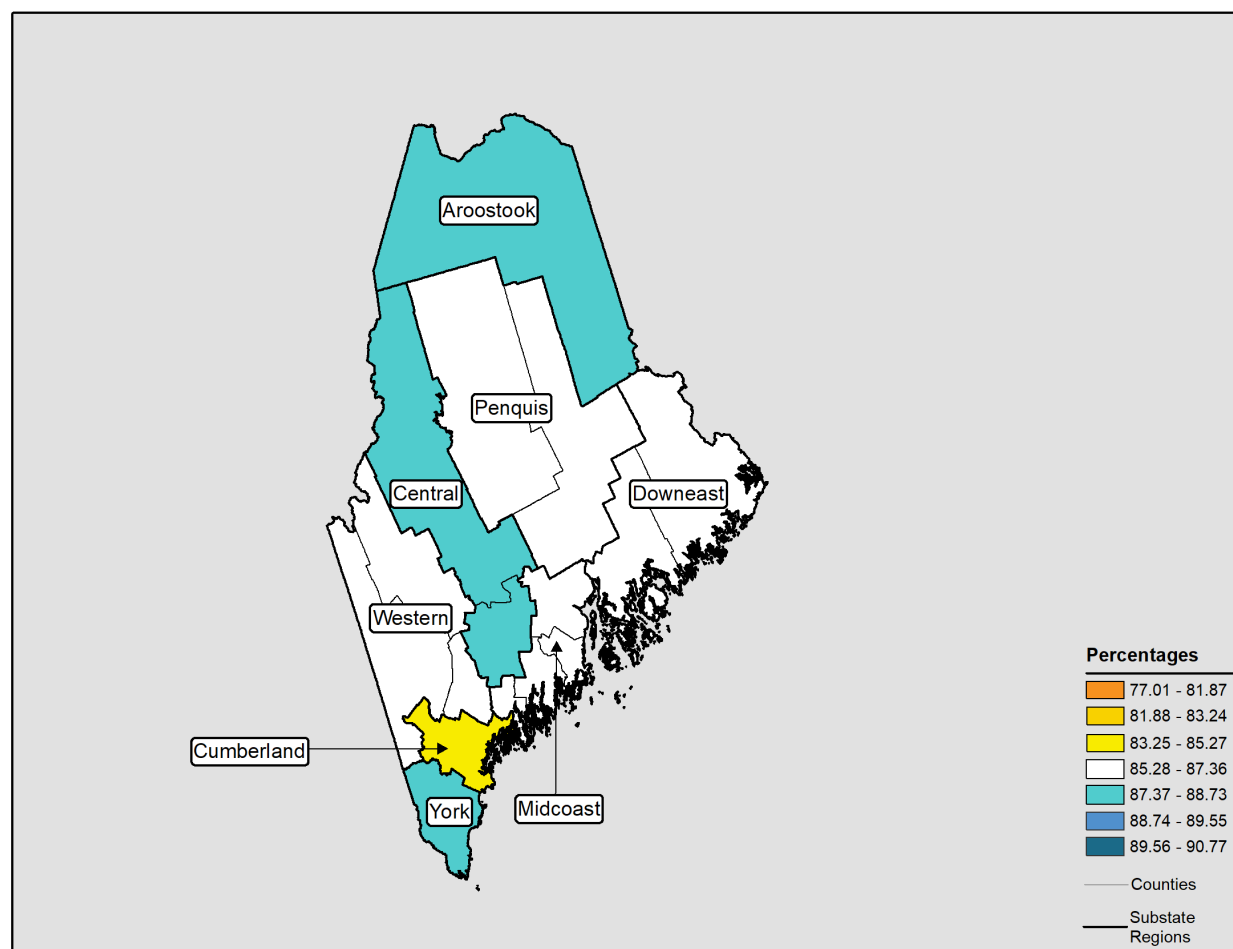 Aroostook
Penquis
Central
Downeast
Western
Cumberland
York
Midcoast
Percentages
77.01 - 81.87
81.88 - 83.24
83.25 - 85.27
85.28 - 87.36
87.37 - 88.73
88.74 - 89.55
89.56 - 90.77
Counties
Substate
Regions